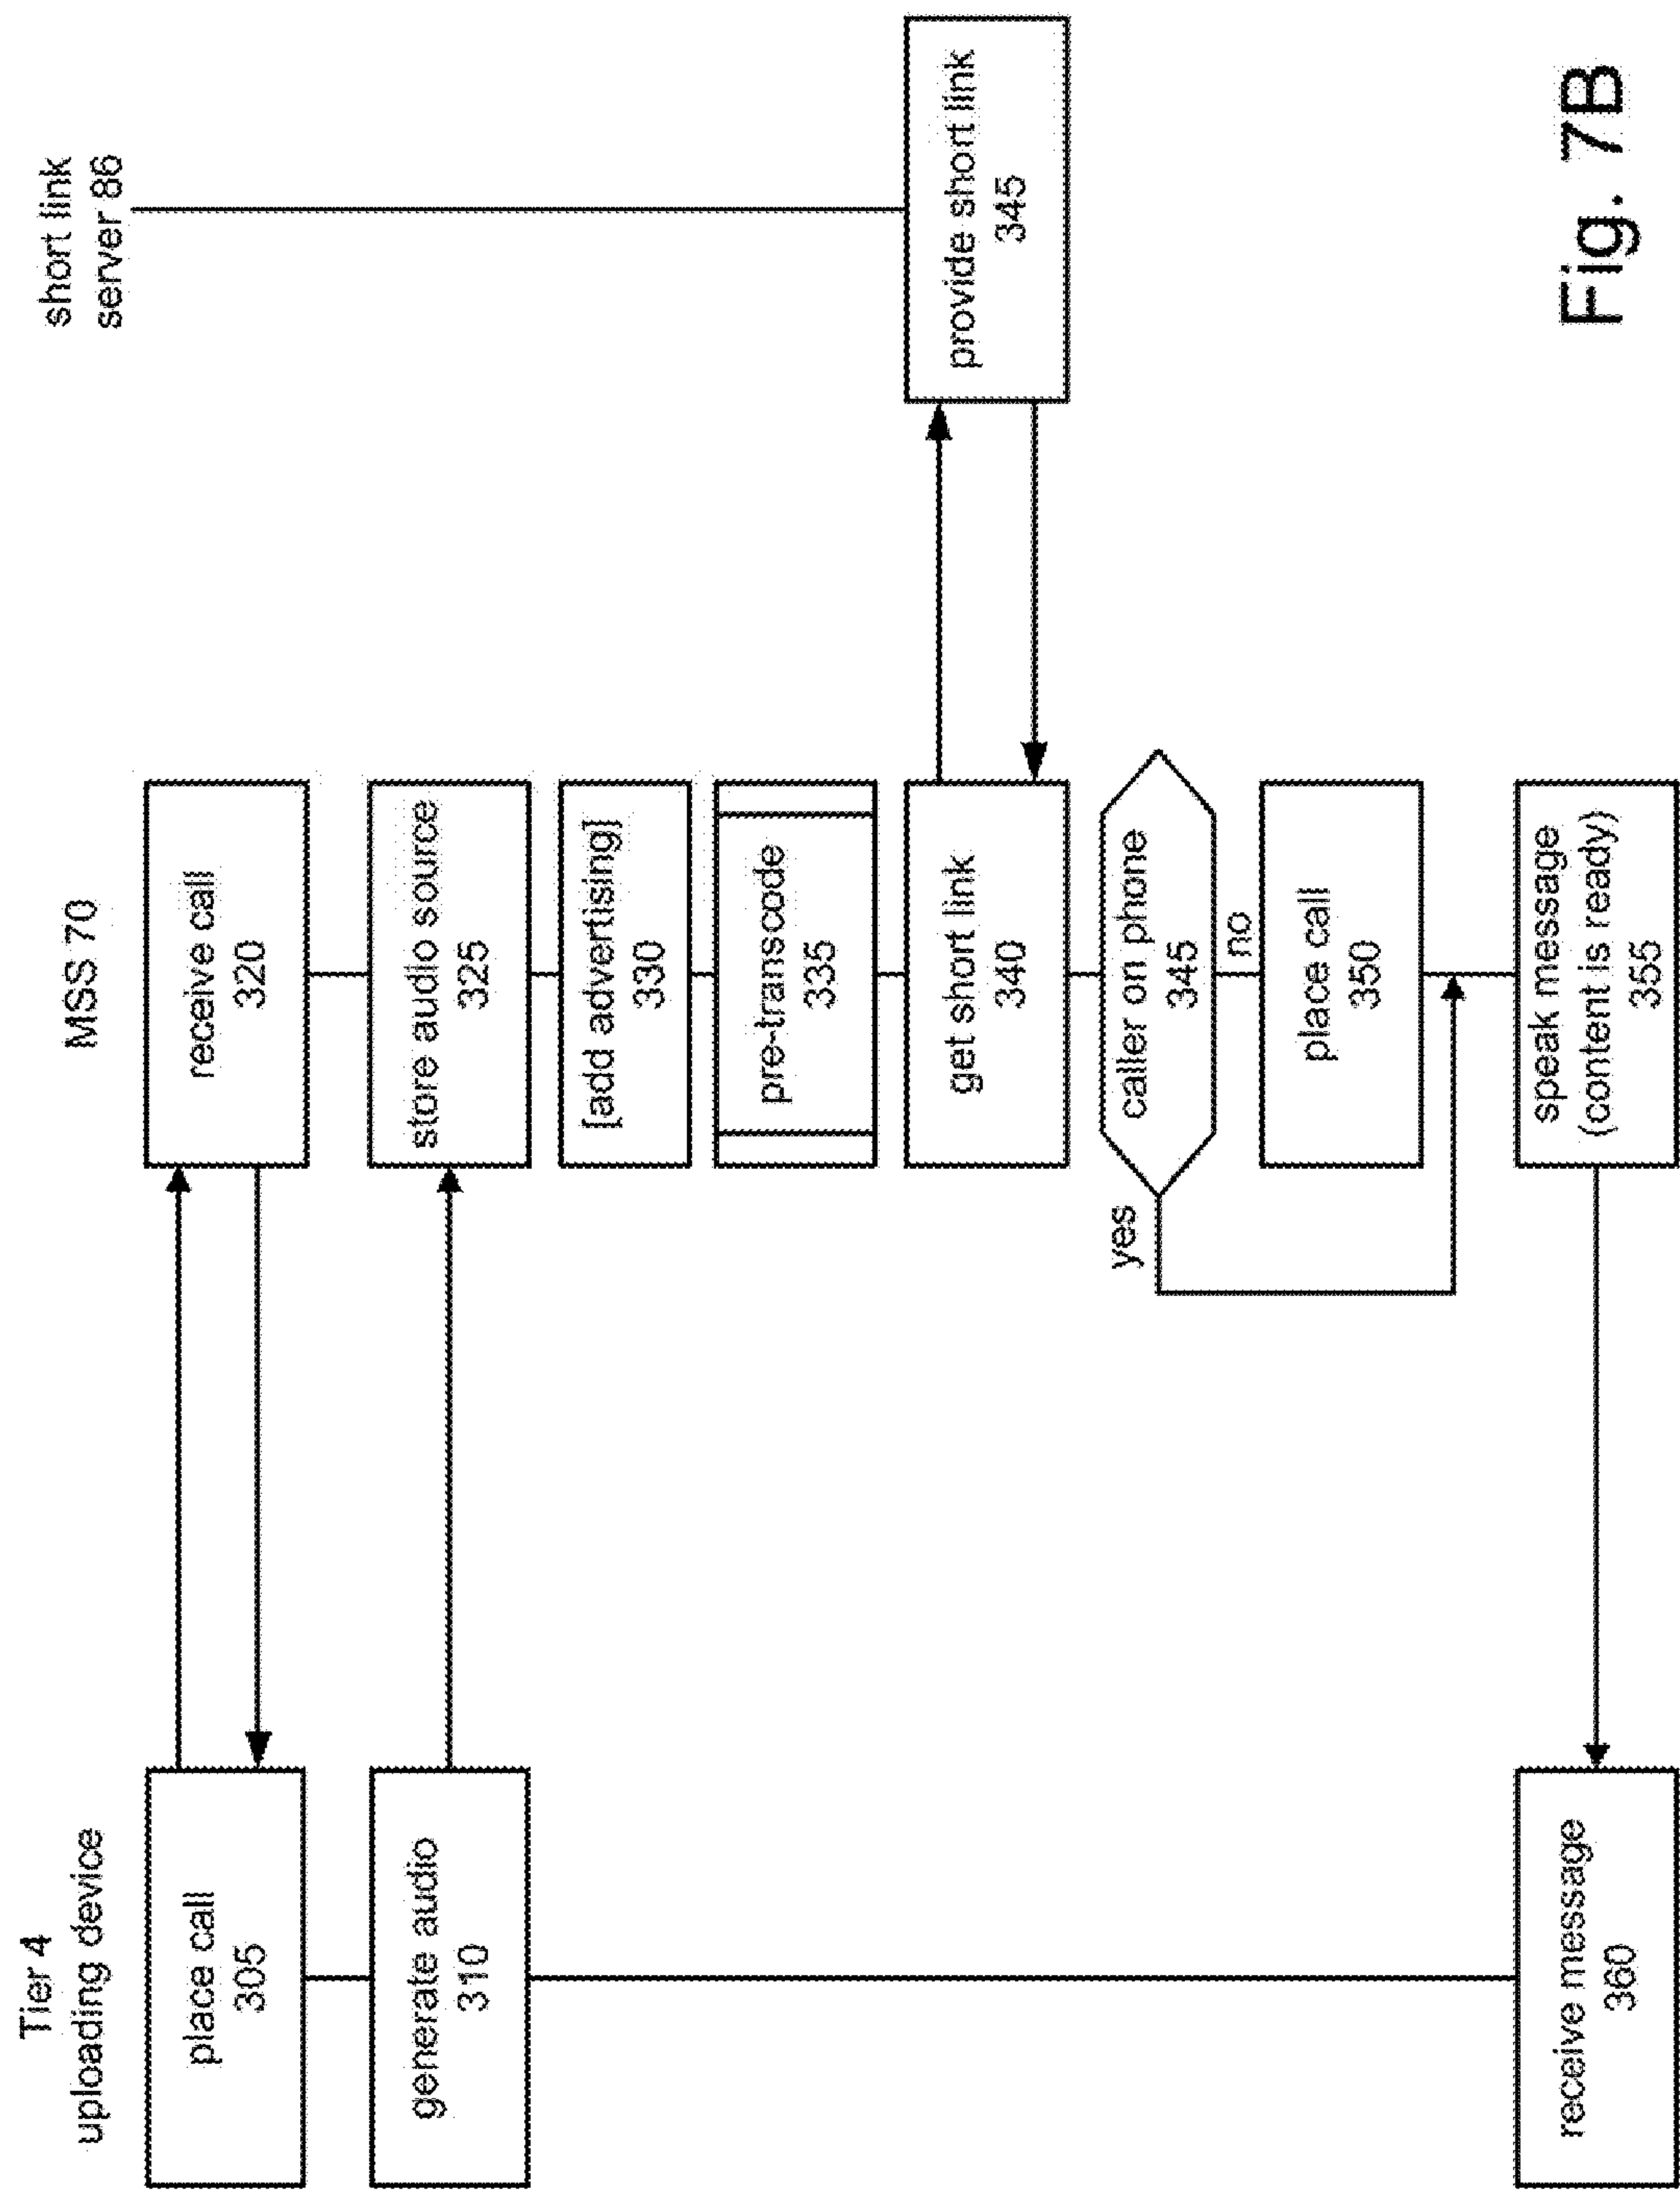 Tier 4
uploading device
MSS 70
short link
server 86
place call
305
receive call
320
generate audio
310
store audio source
325
[add advertising]
330
pre-transcode
335
get short link
340
provide short link
345
caller on phone
345
yes
no
place call
350
speak message
(content is ready)
355
receive message
360
Fig. 7B